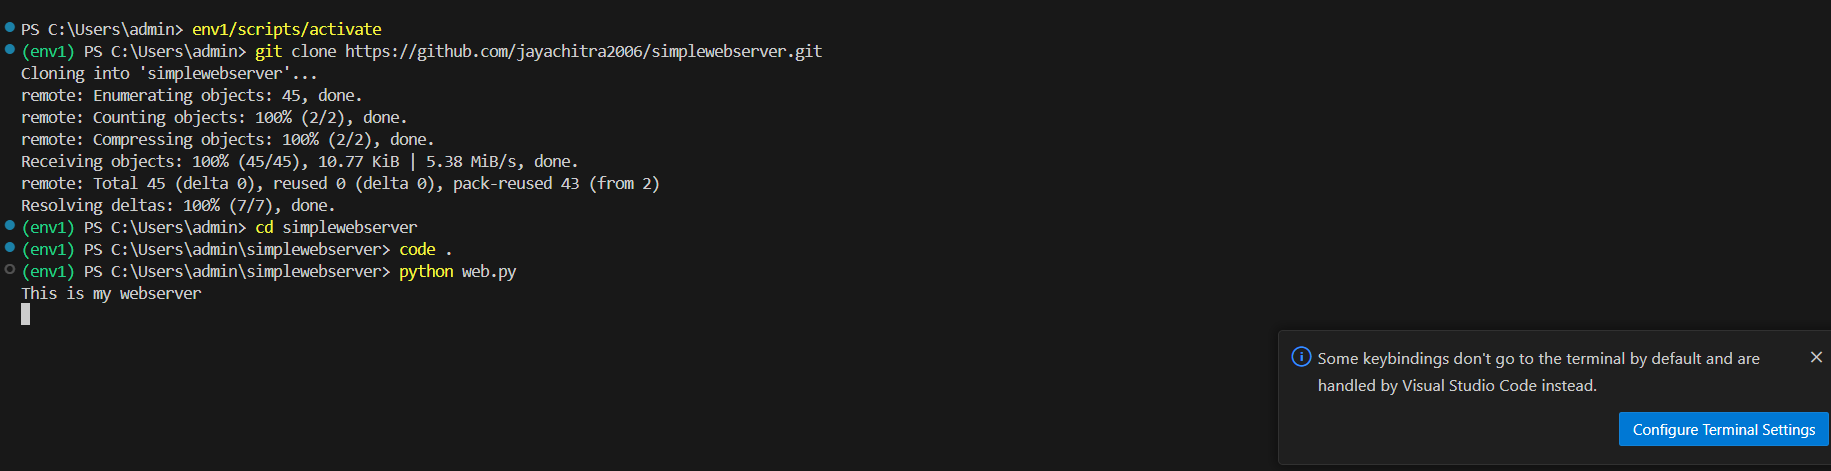 PS C:\Users\admin> env1/scripts/activate
(env1) PS C:\Users\admin> git clone https://github.com/jayachitra2006/simplewebserver.git
Cloning into 'simplewebserver'...
remote: Enumerating objects: 45, done.
remote: Counting objects: 100% (2/2), done.
remote: Compressing objects: 100% (2/2), done.
Receiving objects: 100% (45/45), 10.77 KiB | 5.38 MiB/s, done.
remote: Total 45 (delta 0), reused 0 (delta 0), pack-reused 43 (from 2)
Resolving deltas: 100% (7/7), done.
(env1) PS C:\Users\admin> cd simplewebserver
(env1) PS C:\Users\admin\simplewebserver> code .
(env1) PS C:\Users\admin\simplewebserver> python web.py
This is my webserver
Some keybindings don't go to the terminal by default and are
handled by Visual Studio Code instead.
Configure Terminal Settings